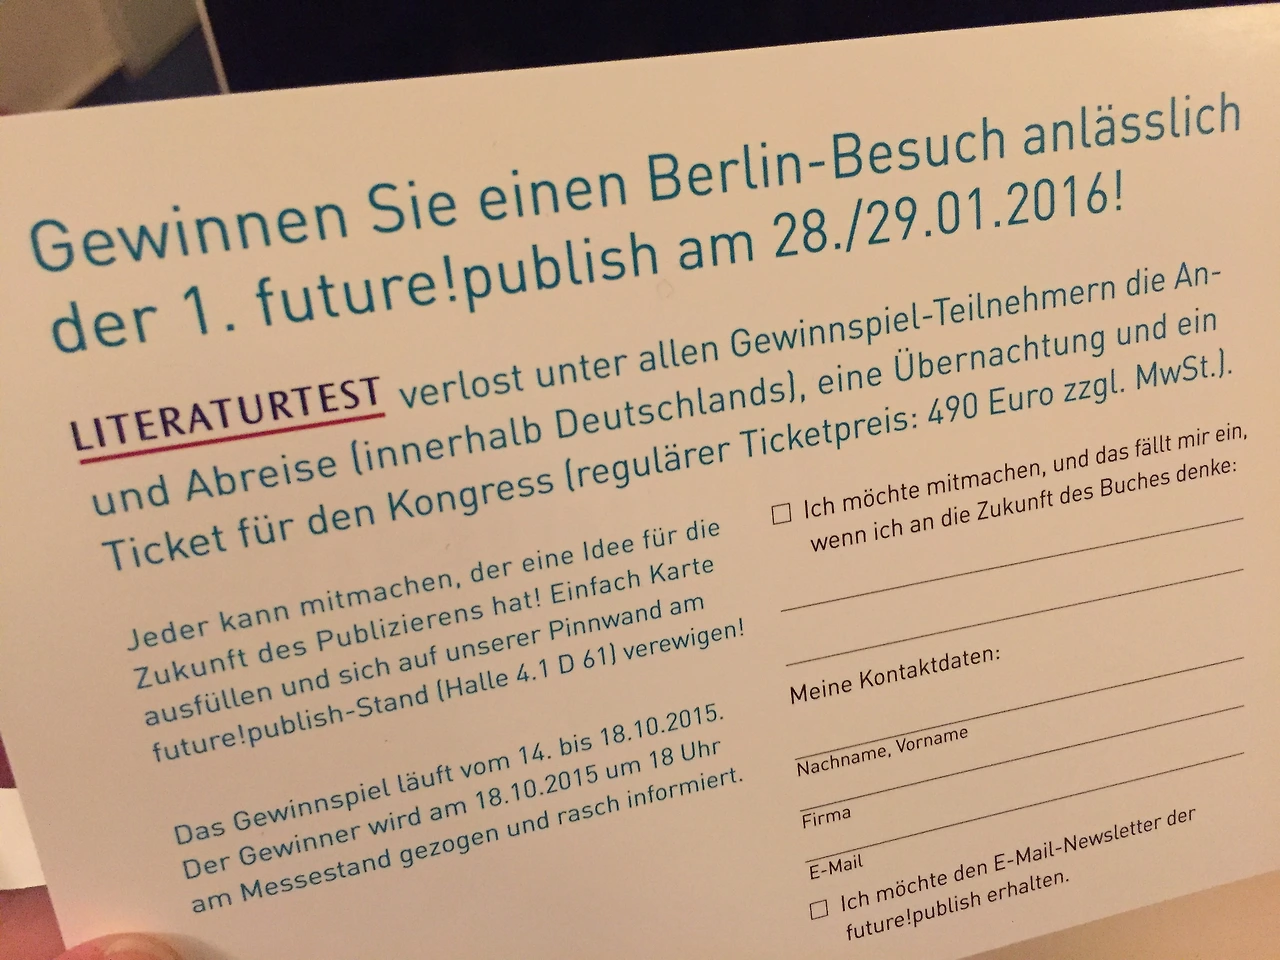 Gewinnen Sie einen Berlin-Besuch anlässlich
der 1. future!publish am 28./29.01.2016!
LITERATURTEST verlost unter allen Gewinnspiel-Teilnehmern die An-
und Abreise (innerhalb Deutschlands), eine Übernachtung und ein
Ticket für den Kongress (regulärer Ticketpreis: 490 Euro zzgl. MwSt.).
Jeder kann mitmachen, der eine Idee für die
Zukunft des Publizierens hat! Einfach Karte
ausfüllen und sich auf unserer Pinnwand am
future!publish-Stand (Halle 4.1 D 61) verewigen!
Das Gewinnspiel läuft vom 14. bis 18.10.2015.
Der Gewinner wird am 18.10.2015 um 18 Uhr
am Messestand gezogen und rasch informiert.
Ich möchte mitmachen, und das fällt mir ein,
wenn ich an die Zukunft des Buches denke:
Meine Kontaktdaten:
Nachname, Vorname
Firma
E-Mail
Ich möchte den E-Mail-Newsletter der
future!publish erhalten.